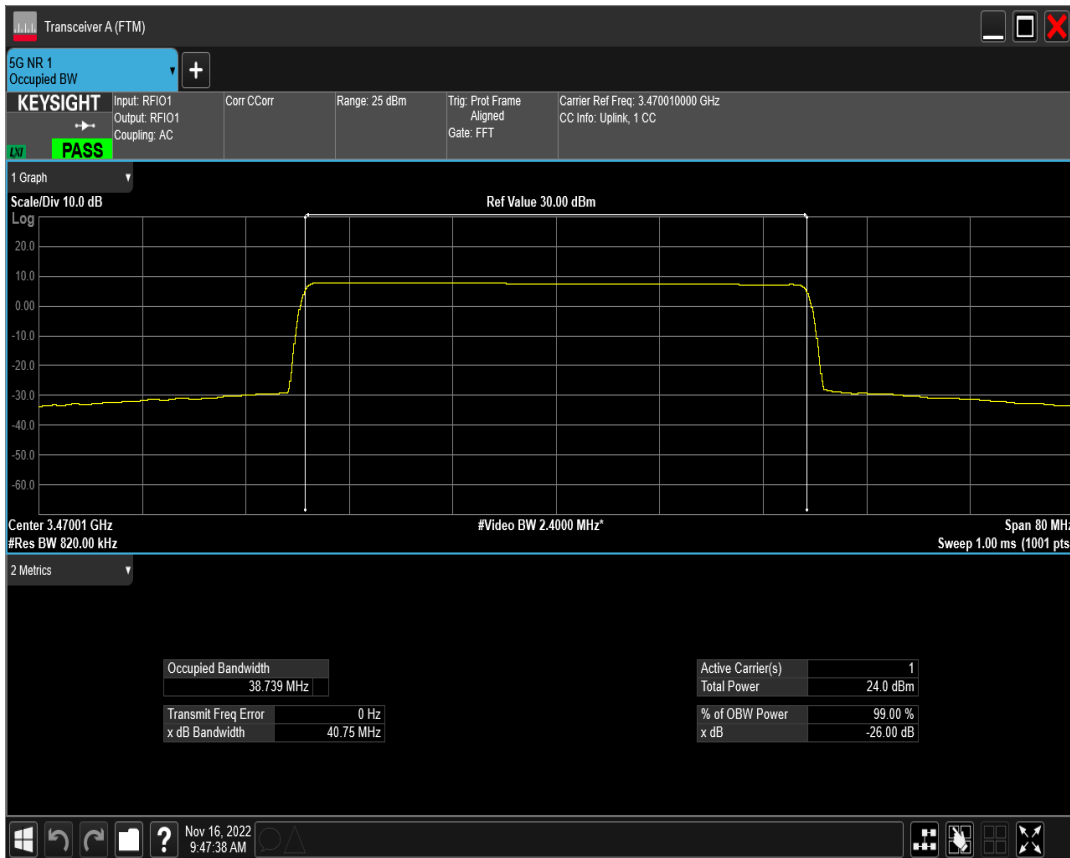 Transceiver A (FTM)
5G NR 1
Occupied BW
+
KEYSIGHT
LXI
PASS
Input: RFIO1
Output: RFIO1
Coupling: AC
Corr CCorr
Range: 25 dBm
Trig: Prot Frame
Aligned
Gate: FFT
Carrier Ref Freq: 3.470010000 GHz
CC Info: Uplink, 1 CC
1 Graph
Scale/Div 10.0 dB
Ref Value 30.00 dBm
Log
20.0
10.0
0.00
-10.0
-20.0
-30.0
-40.0
-50.0
-60.0
Center 3.47001 GHz
#Video BW 2.4000 MHz*
Span 80 MHz
#Res BW 820.00 kHz
Sweep 1.00 ms (1001 pts
2 Metrics
Occupied Bandwidth
38.739 MHz
Transmit Freq Error 0 Hz
x dB Bandwidth 40.75 MHz
Active Carrier(s) 1
Total Power 24.0 dBm
% of OBW Power 99.00 %
x dB -26.00 dB
?
Nov 16, 2022
9:47:38 AM